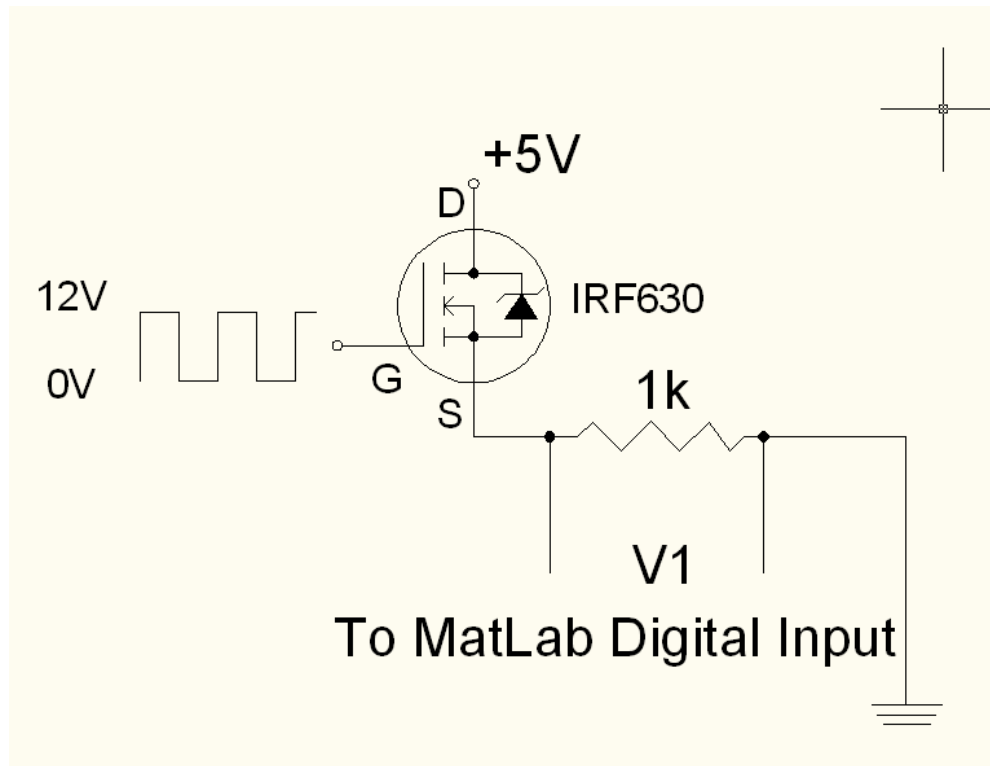 +5V
D
12V
IRF630
0V
G
S
1k
V1
To MatLab Digital Input